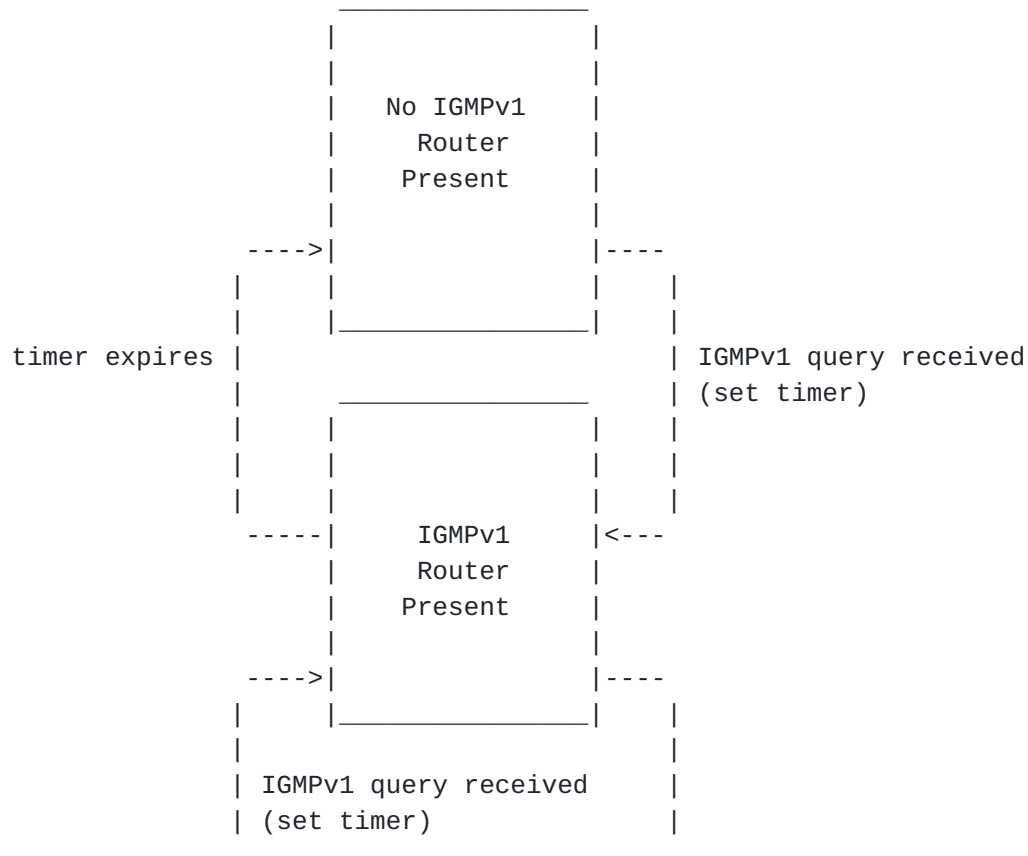 No IGMPv1
Router
Present
timer expires
IGMPv1 query received
(set timer)
IGMPv1
Router
Present
IGMPv1 query received
(set timer)